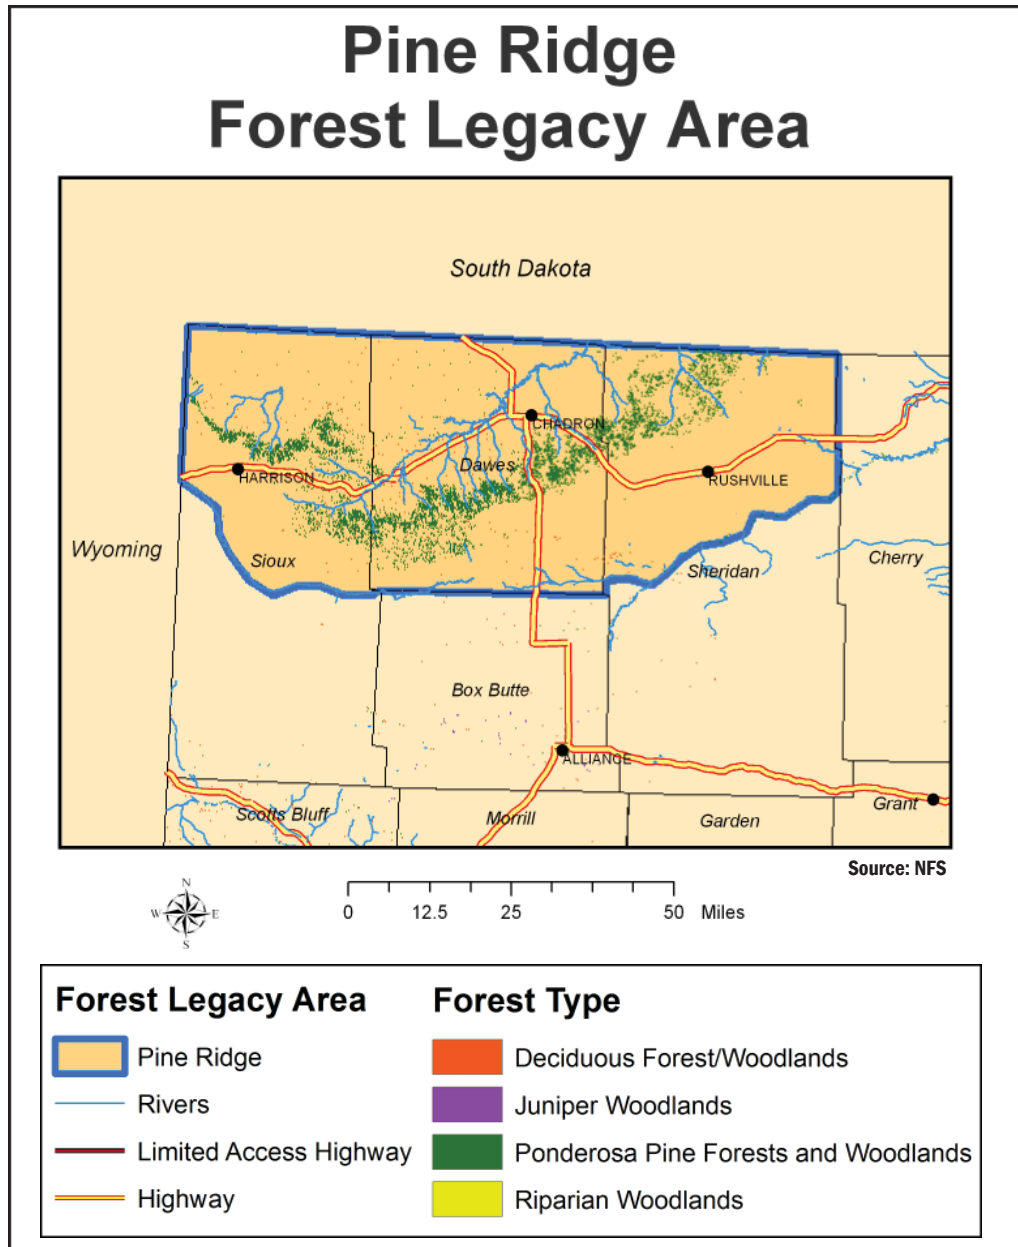 Pine Ridge
Forest Legacy Area
South Dakota
CHADRON
Dawes
HARRISON
RUSHVILLE
Wyoming
Sioux
Sheridan
Cherry
Box Butte
ALLIANCE
Scotts Bluff
Morrill
Garden
Grant
Source: NFS
N
W E
S
0 12.5 25 50 Miles
Forest Legacy Area
Pine Ridge
Rivers
Limited Access Highway
Highway
Forest Type
Deciduous Forest/Woodlands
Juniper Woodlands
Ponderosa Pine Forests and Woodlands
Riparian Woodlands